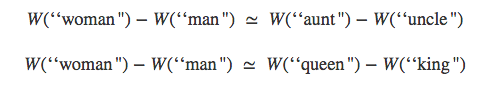 W(‘‘woman") − W(‘‘man") ≃ W(‘‘aunt") − W(‘‘uncle")
W(‘‘woman") − W(‘‘man") ≃ W(‘‘queen") − W(‘‘king")